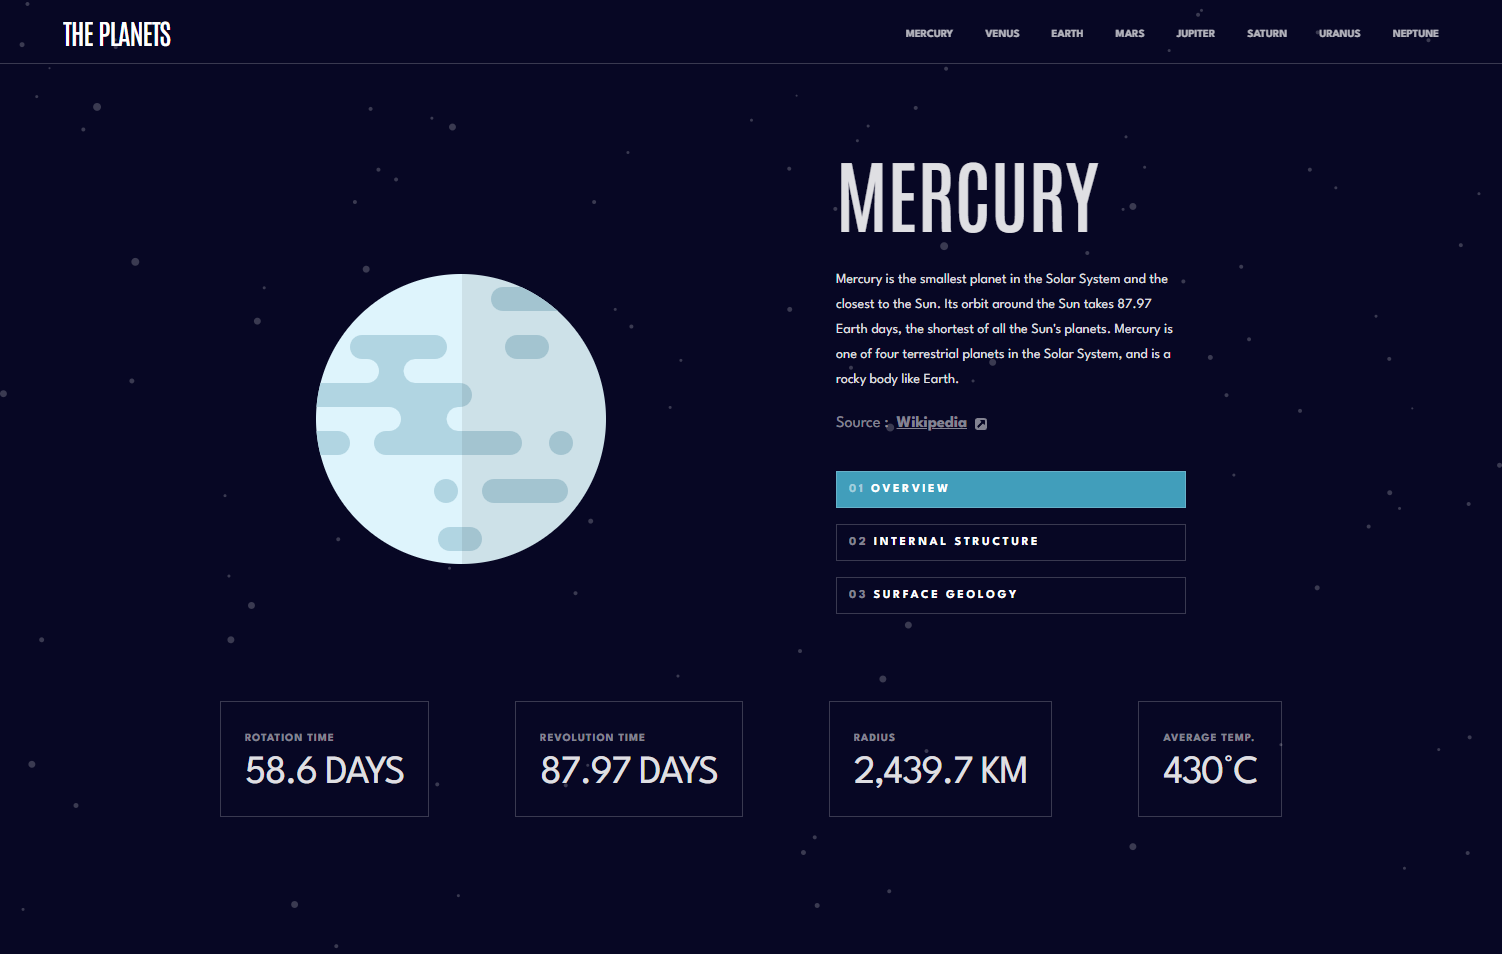 THE PLANETS
MERCURY VENUS EARTH MARS JUPITER SATURN URANUS NEPTUNE
MERCURY
Mercury is the smallest planet in the Solar System and the
closest to the Sun. Its orbit around the Sun takes 87.97
Earth days, the shortest of all the Sun's planets. Mercury is
one of four terrestrial planets in the Solar System, and is a
rocky body like Earth.
Source : Wikipedia
01 OVERVIEW
02 INTERNAL STRUCTURE
03 SURFACE GEOLOGY
ROTATION TIME
58.6 DAYS
REVOLUTION TIME
87.97 DAYS
RADIUS
2,439.7 KM
AVERAGE TEMP.
430°C